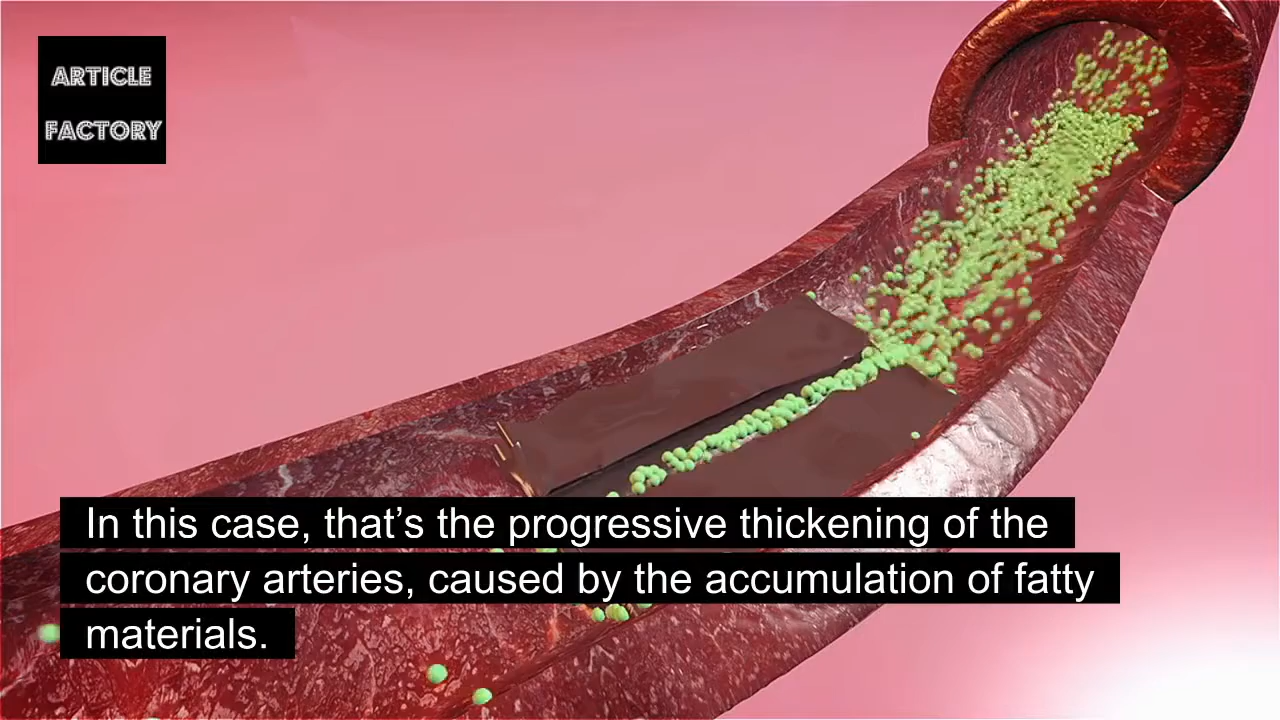 ARTICLE
FACTORY
In this case, that’s the progressive thickening of the
coronary arteries, caused by the accumulation of fatty
materials.